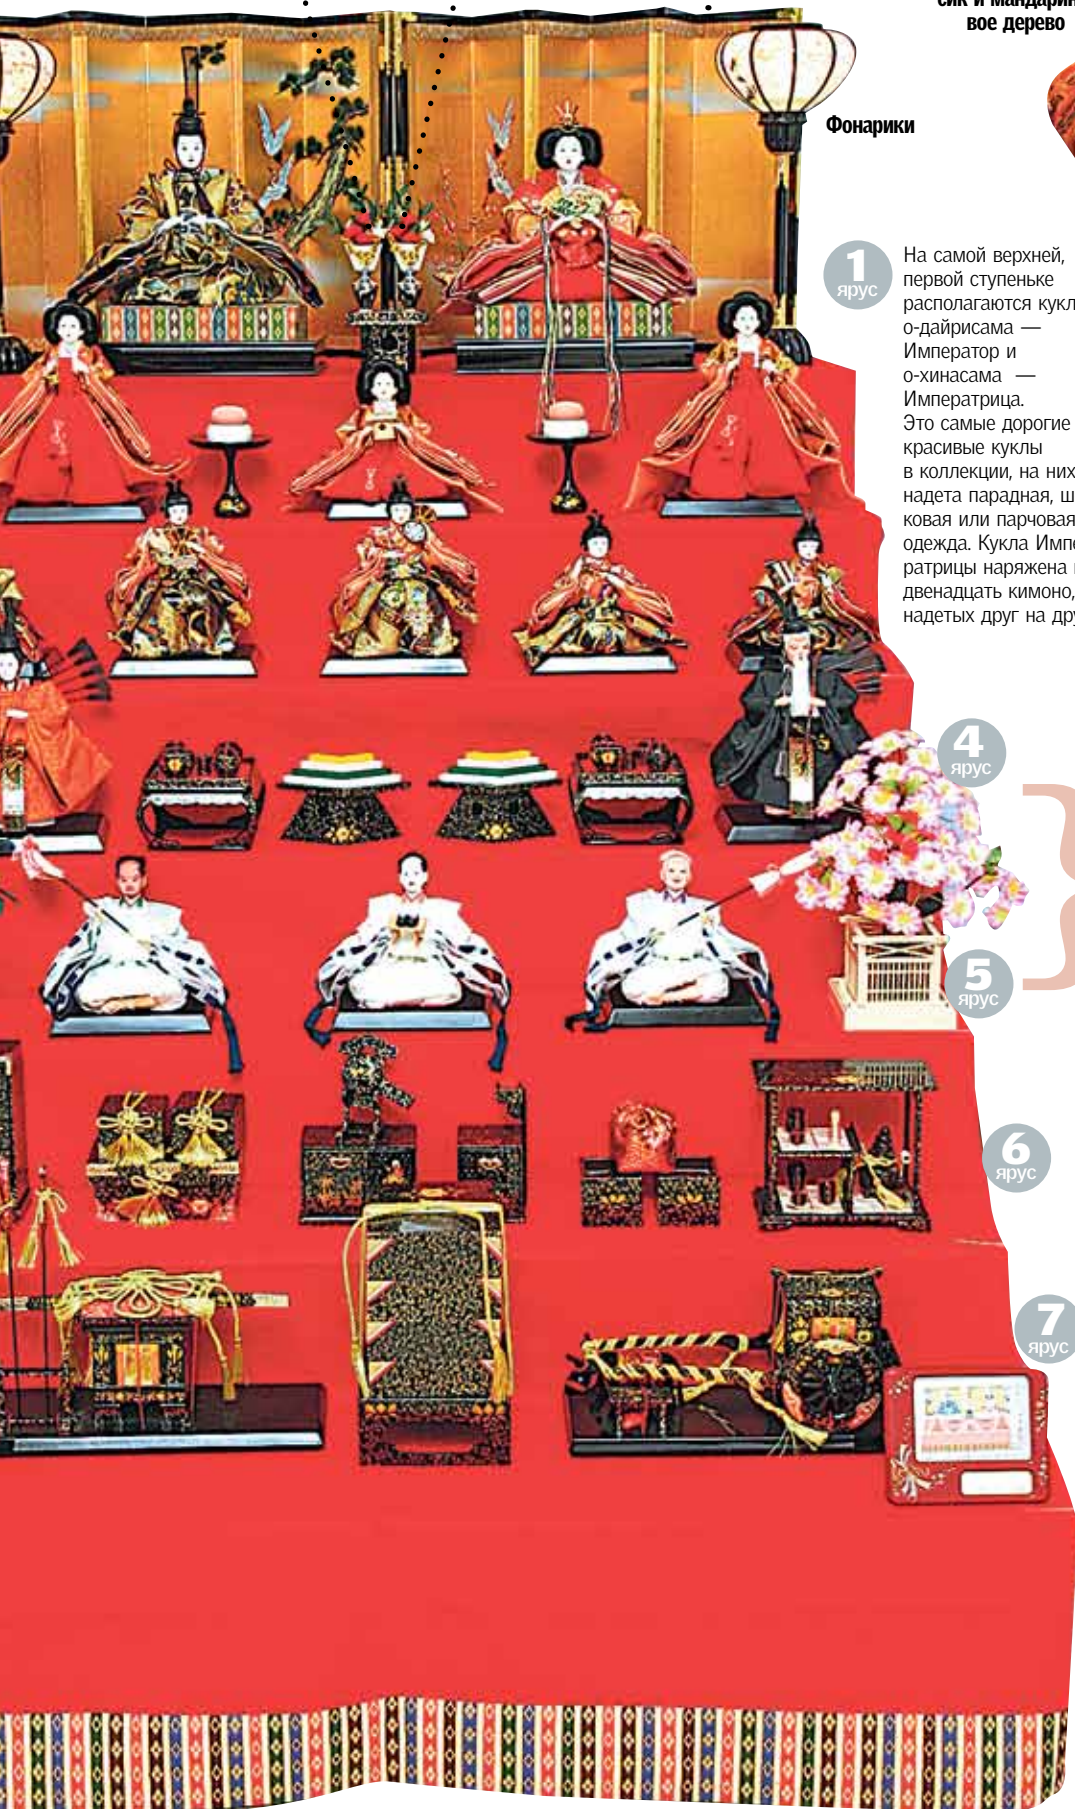 вое дерево
Фонарики
1
ярус
На самой верхней,
первой ступеньке
располагаются
о-дайрисама —
Император и
о-хинасама —
Императрица.
Это самые дорогие
красивые куклы
в коллекции, на них
надета парадная,
ковая или парчовая
одежда. Кукла Импе
ратрицы наряжена
двенадцать кимоно,
надетых друг на
4
ярус
5
ярус
6
ярус
7
ярус